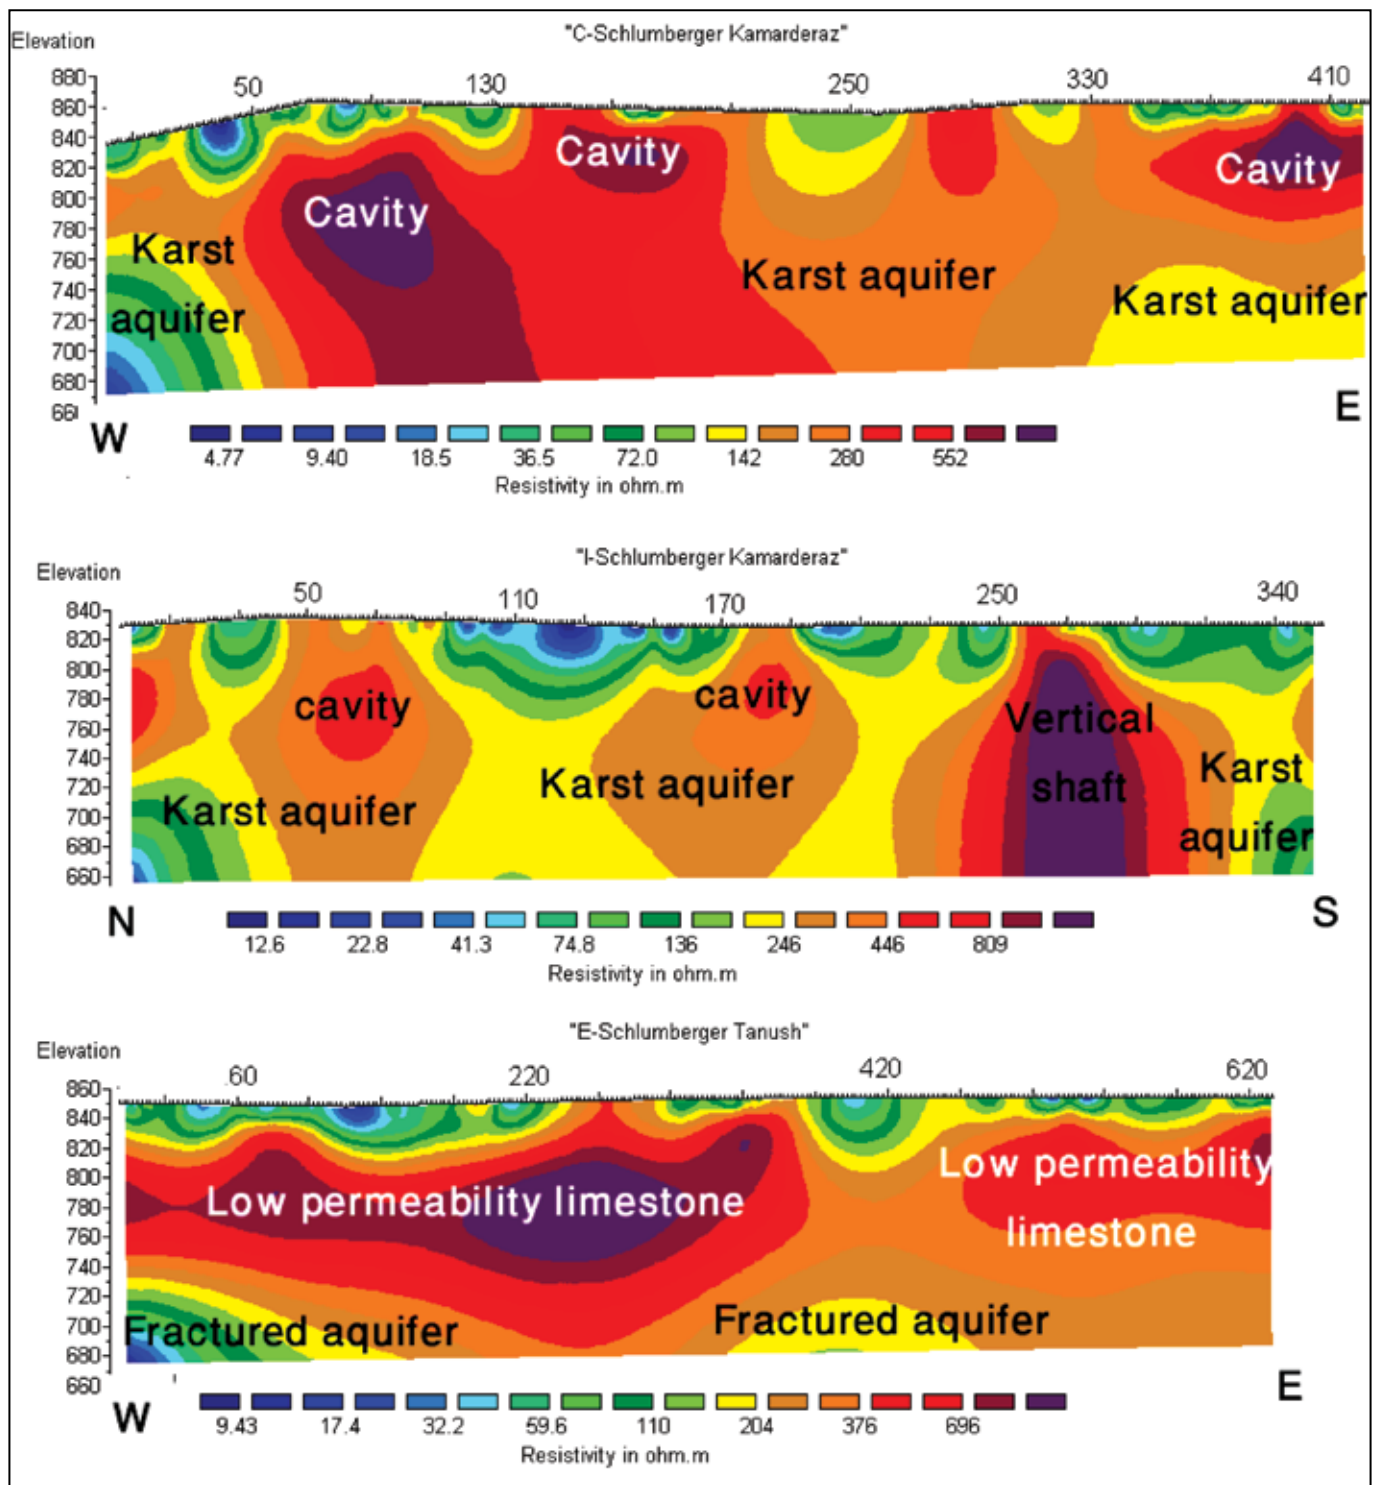 "C-Schlumberger Kamarderaz"
Elevation
50 130 250 330 410
880
860
840
820
800
780
760
740
720
700
680
66
Cavity
Cavity
Cavity
Karst
aquifer
Karst aquifer
Karst aquifer
W E
4.77 9.40 18.5 36.5 72.0 142 280 552
Resistivity in ohm.m
"I-Schlumberger Kamarderaz"
Elevation
50 110 170 250 340
840
820
800
780
760
740
720
700
680
660
cavity
cavity
Vertical
shaft
Karst aquifer
Karst aquifer
Karst
aquifer
N S
12.6 22.8 41.3 74.8 136 246 446 809
Resistivity in ohm.m
"E-Schlumberger Tanush"
Elevation
60 220 420 620
860
840
820
800
780
760
740
720
700
680
660
Low permeability limestone
Low permeability
limestone
Fractured aquifer
Fractured aquifer
W E
9.43 17.4 32.2 59.6 110 204 376 696
Resistivity in ohm.m